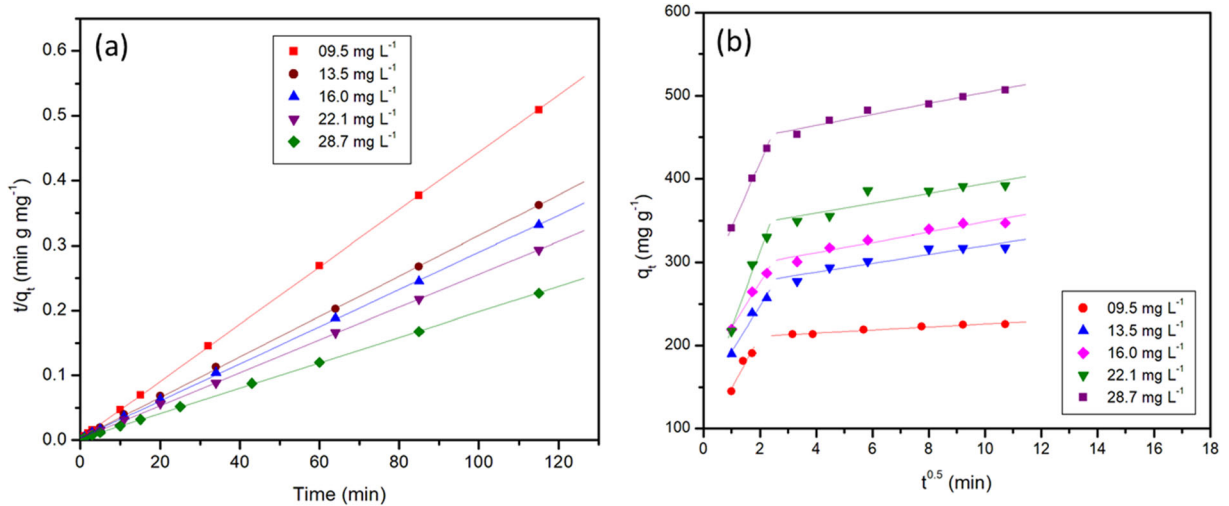 (a)
09.5 mg L⁻¹
13.5 mg L⁻¹
16.0 mg L⁻¹
22.1 mg L⁻¹
28.7 mg L⁻¹
t/qt (min g mg⁻¹)
0.6
0.5
0.4
0.3
0.2
0.1
0.0
0 20 40 60 80 100 120
Time (min)
(b)
qt (mg g⁻¹)
600
500
400
300
200
100
09.5 mg L⁻¹
13.5 mg L⁻¹
16.0 mg L⁻¹
22.1 mg L⁻¹
28.7 mg L⁻¹
0 2 4 6 8 10 12 14 16 18
t⁰·⁵ (min)